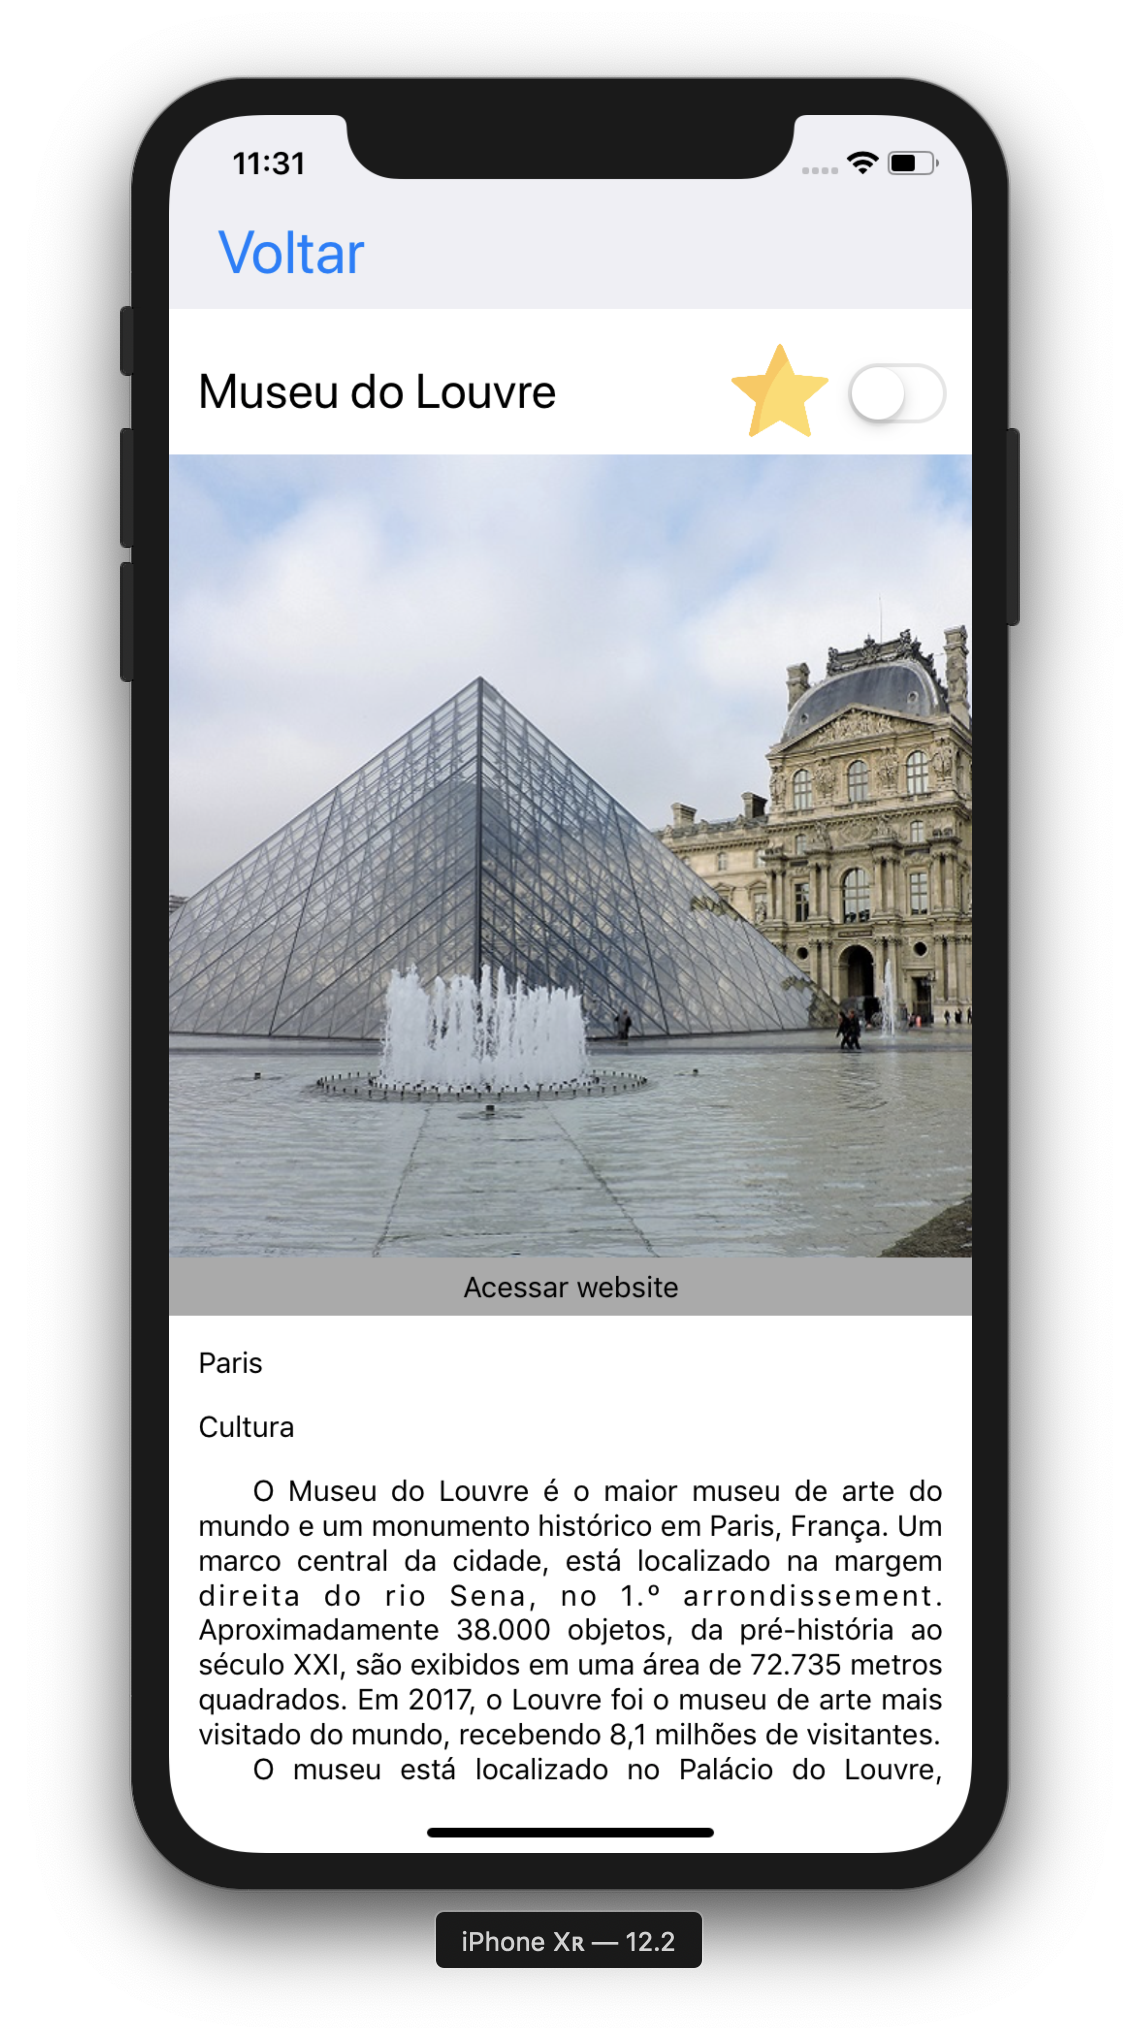 11:31
Voltar
Museu do Louvre
Acessar website
Paris
Cultura
O Museu do Louvre é o maior museu de arte do
mundo e um monumento histórico em Paris, França. Um
marco central da cidade, está localizado na margem
direita do rio Sena, no 1.º arrondissement.
Aproximadamente 38.000 objetos, da pré-história ao
século XXI, são exibidos em uma área de 72.735 metros
quadrados. Em 2017, o Louvre foi o museu de arte mais
visitado do mundo, recebendo 8,1 milhões de visitantes.
O museu está localizado no Palácio do Louvre,
iPhone Xʀ — 12.2